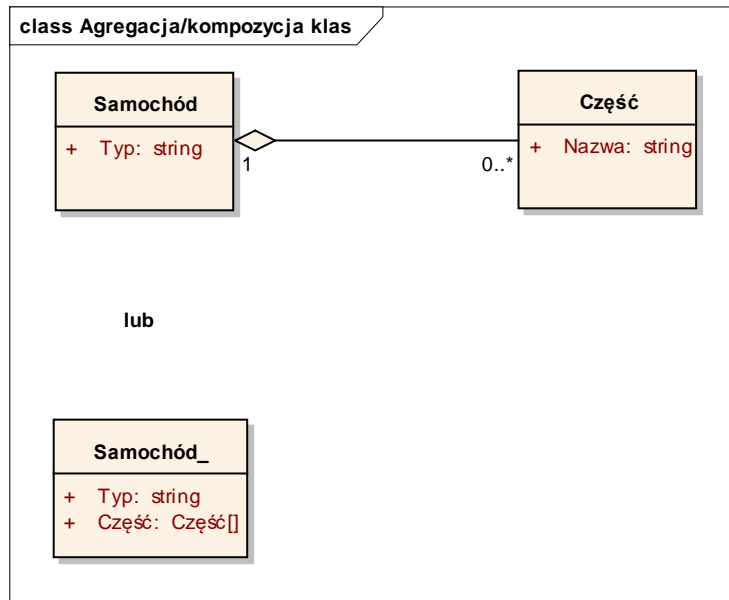 class Agregacja/kompozycja klas
Samochód
+ Typ: string
1
0..*
Część
+ Nazwa: string
lub
Samochód_
+ Typ: string
+ Część: Część[]